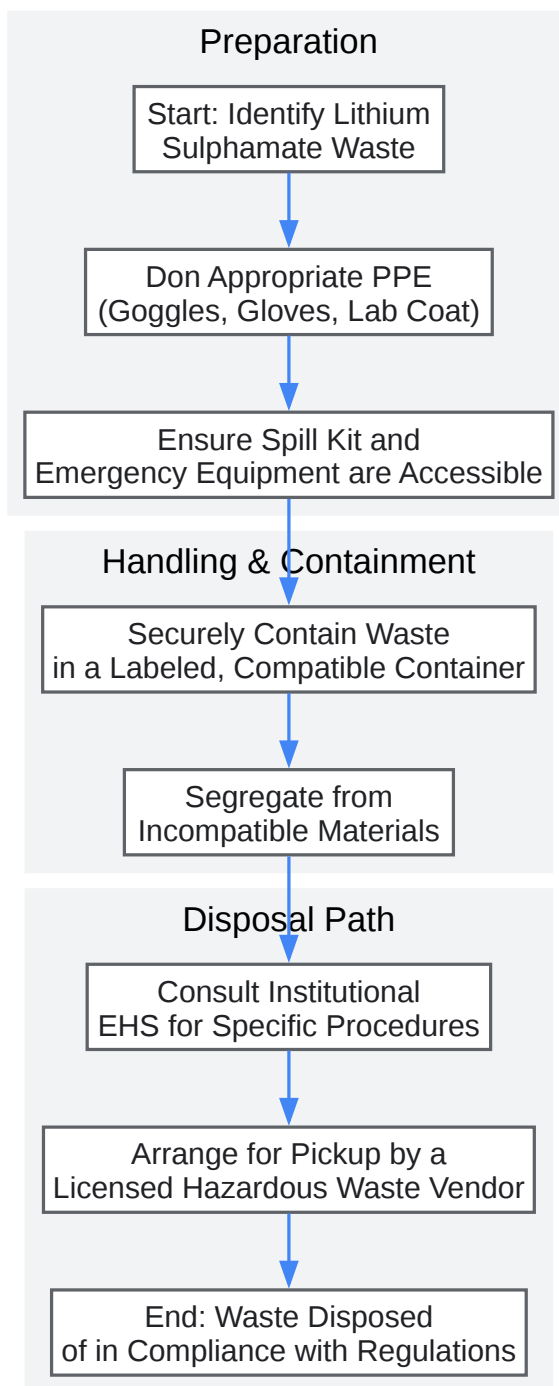 Preparation
Start: Identify Lithium
Sulphamate Waste
Don Appropriate PPE
(Goggles, Gloves, Lab Coat)
Ensure Spill Kit and
Emergency Equipment are Accessible
Handling & Containment
Securely Contain Waste
in a Labeled, Compatible Container
Segregate from
Incompatible Materials
Disposal Path
Consult Institutional
EHS for Specific Procedures
Arrange for Pickup by a
Licensed Hazardous Waste Vendor
End: Waste Disposed
of in Compliance with Regulations